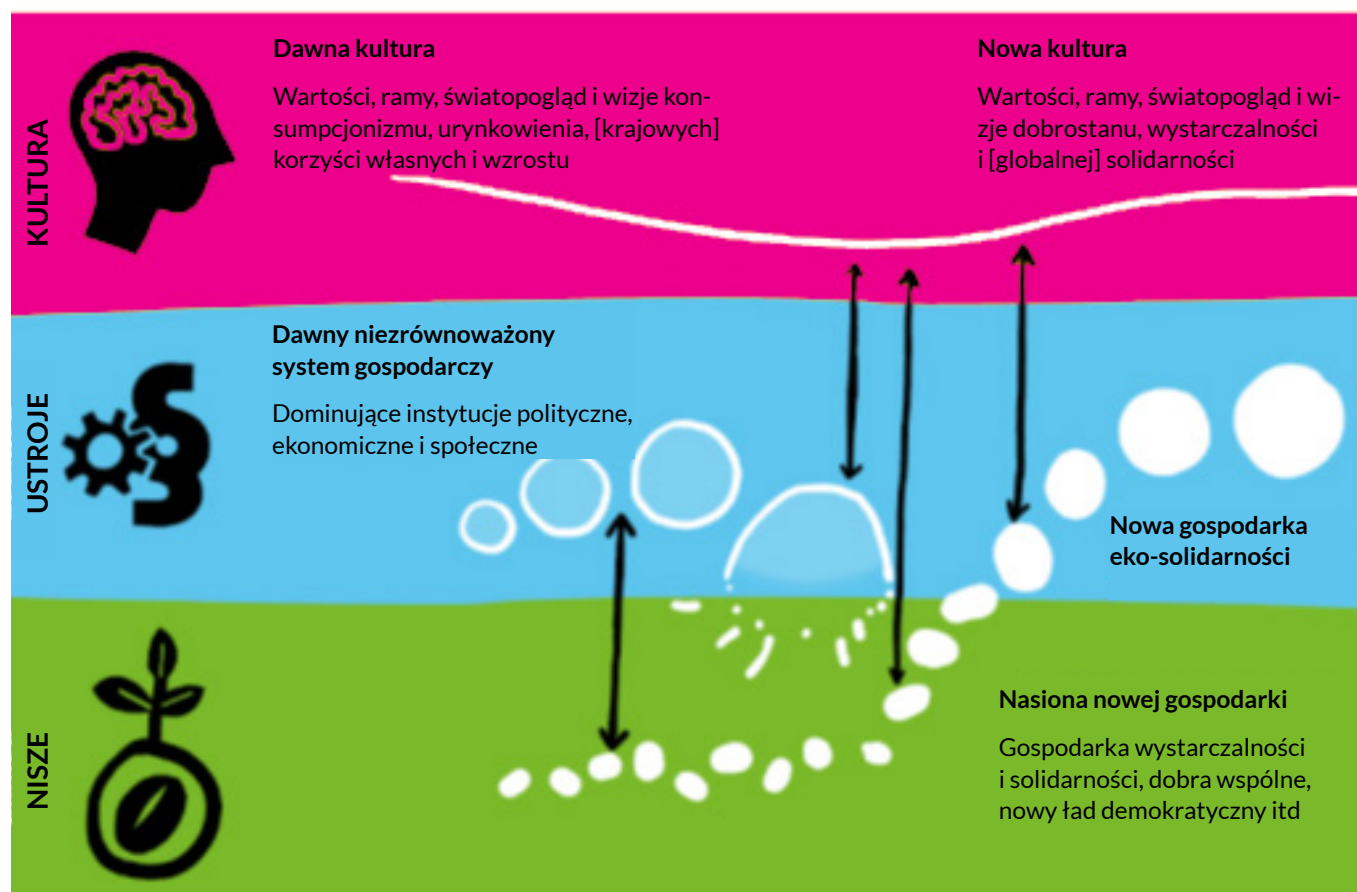 KULTURA
Dawna kultura
Wartości, ramy, światopogląd i wizje kon-
sumpcjonizmu, urynkowienia, [krajowych]
korzyści własnych i wzrostu
Nowa kultura
Wartości, ramy, światopogląd i wi-
zje dobrostanu, wystarczalności
i [globalnej] solidarności
USTROJE
Dawny niezrównoważony
system gospodarczy
Dominujące instytucje polityczne,
ekonomiczne i społeczne
Nowa gospodarka
eko-solidarności
NISZE
Nasiona nowej gospodarki
Gospodarka wystarczalności
i solidarności, dobra wspólne,
nowy ład demokratyczny itd